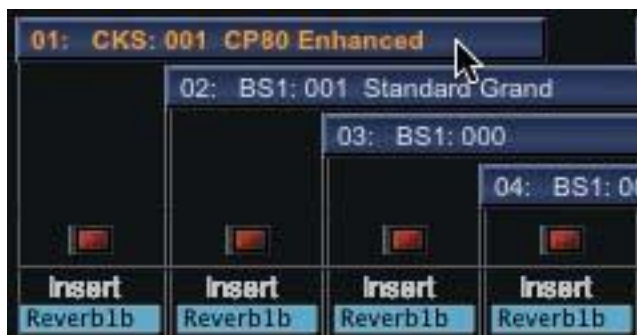 01: CKS: 001 CP80 Enhanced
02: BS1: 001 Standard Grand
03: BS1: 000
04: BS1:
Insert Insert Insert Insert
Reverb1b Reverb1b Reverb1b Reverb1b